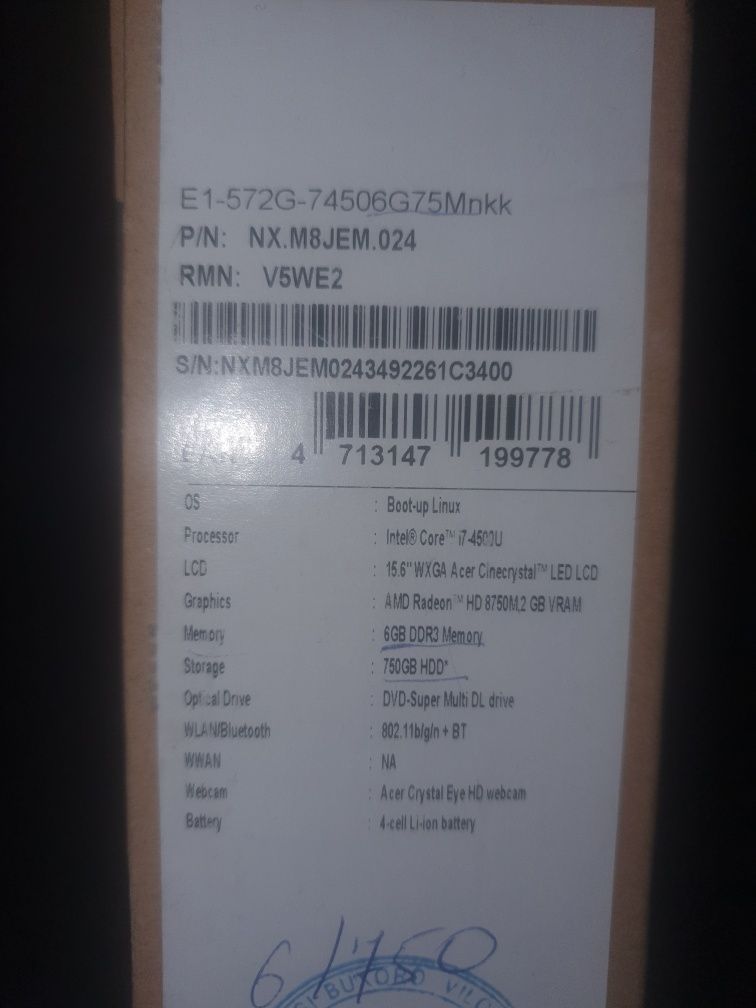 E1-572G-74506G75Mnkk
P/N: NX.M8JEM.024
RMN: V5WE2
S/N:NXM8JEM0243492261C3400
4 713147 199778
OS : Boot-up Linux
Processor : Intel® Core™ i7-4500U
LCD : 15.6" WXGA Acer Cinecrystal™ LED LCD
Graphics : AMD Radeon™ HD 8750M,2 GB VRAM
Memory : 6GB DDR3 Memory
Storage : 750GB HDD*
Optical Drive : DVD-Super Multi DL drive
WLAN/Bluetooth : 802.11b/g/n + BT
WWAN : NA
Webcam : Acer Crystal Eye HD webcam
Battery : 4-cell Li-ion battery
6/750